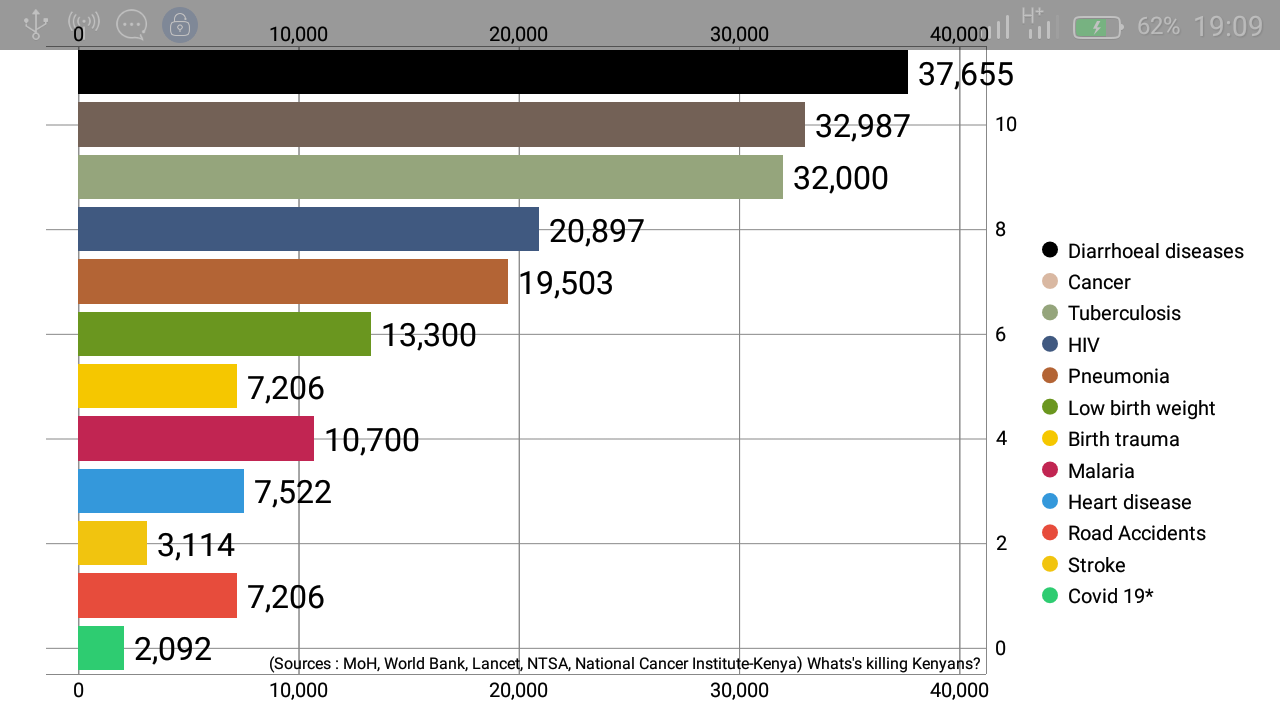 H+
62% 19:09
0 10,000 20,000 30,000 40,000
37,655
32,987 10
32,000
20,897 8
19,503
13,300 6
7,206
10,700 4
7,522
3,114 2
7,206
2,092 0
(Sources : MoH, World Bank, Lancet, NTSA, National Cancer Institute-Kenya) Whats's killing Kenyans?
0 10,000 20,000 30,000 40,000
Diarrhoeal diseases
Cancer
Tuberculosis
HIV
Pneumonia
Low birth weight
Birth trauma
Malaria
Heart disease
Road Accidents
Stroke
Covid 19*